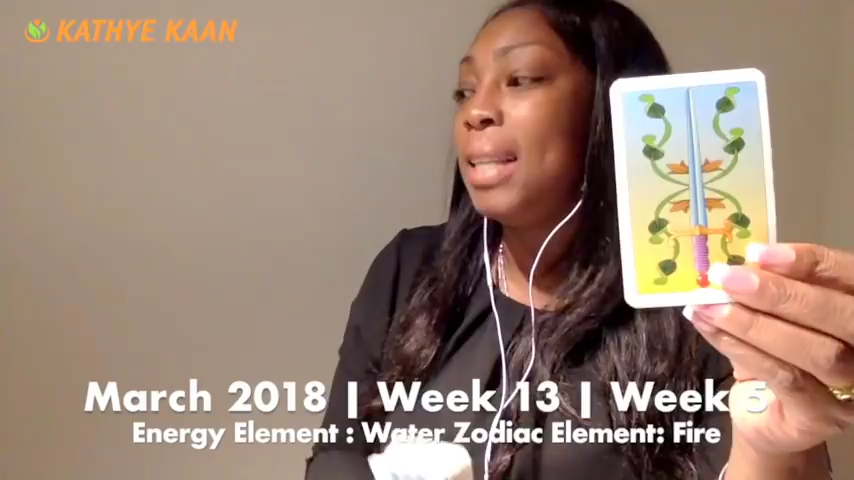 KATHYE KAAN
March 2018 | Week 13 | Week 5
Energy Element : Water Zodiac Element: Fire